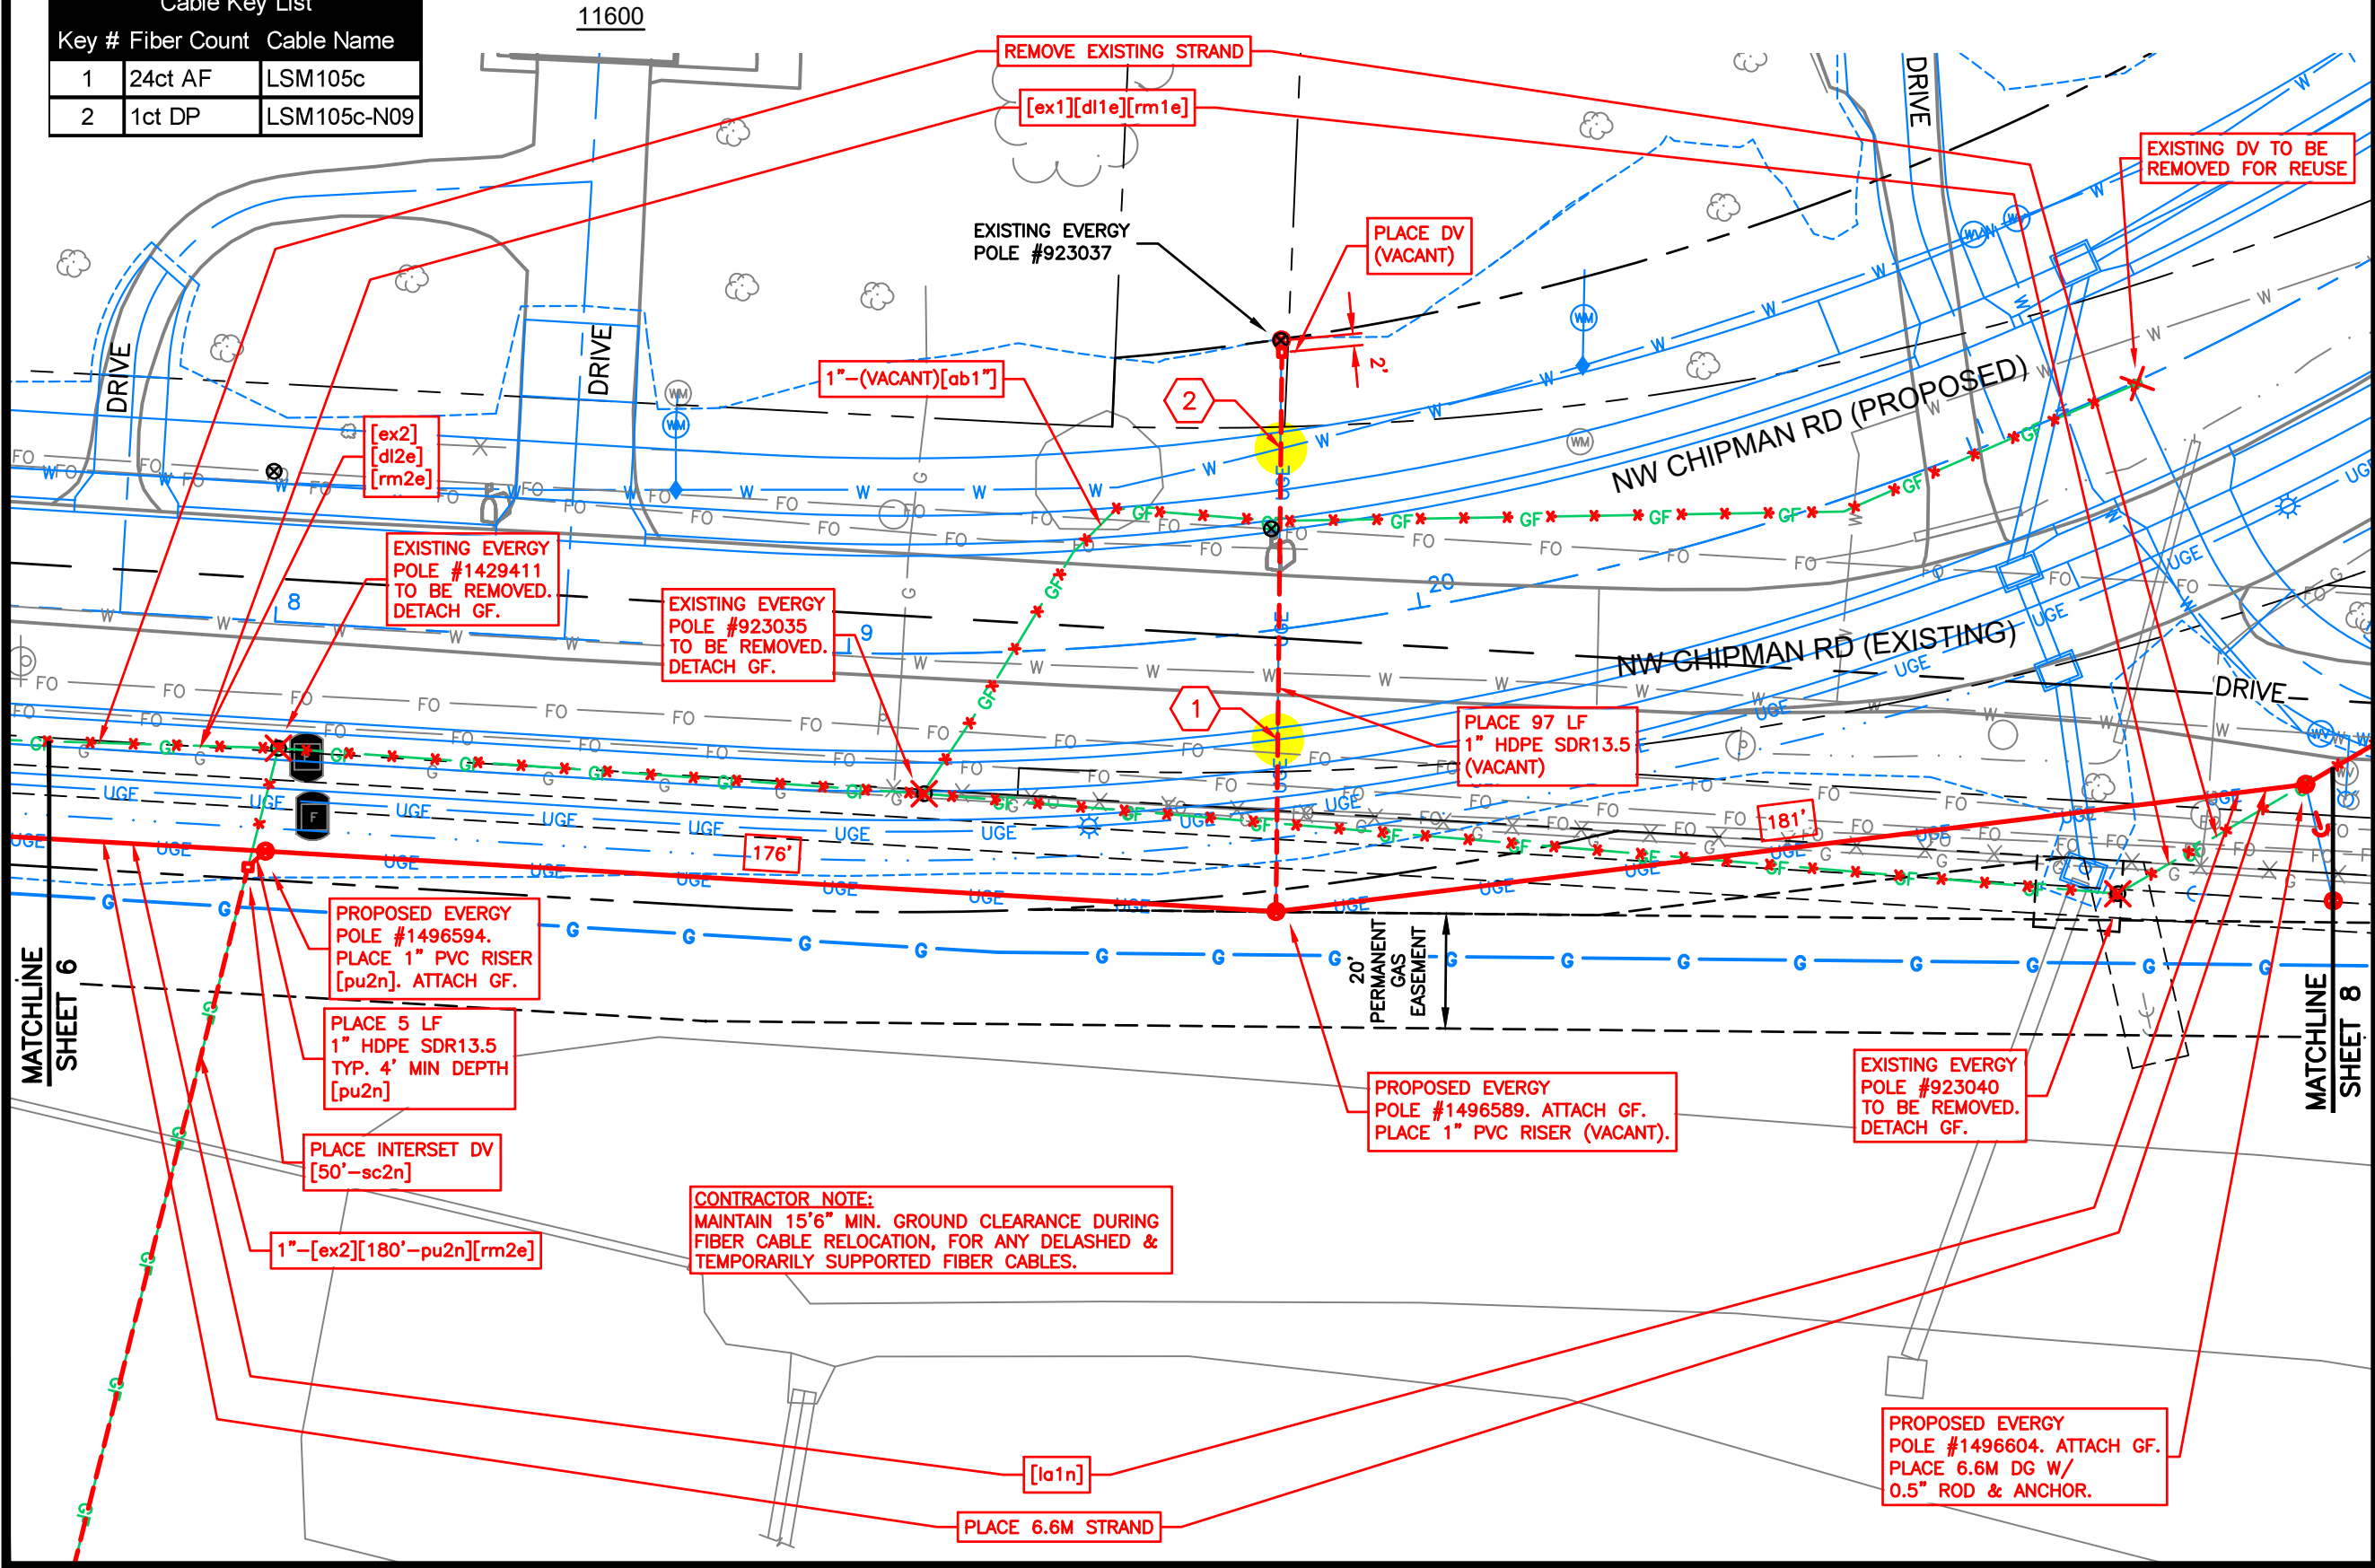 Cable Key List
Key # Fiber Count Cable Name
1 24ct AF LSM105c
2 1ct DP LSM105c-N09
11600
REMOVE EXISTING STRAND
[ex1][dl1e][rm1e]
EXISTING DV TO BE
REMOVED FOR REUSE
DRIVE
EXISTING EVERGY
POLE #923037
PLACE DV
(VACANT)
2'
1"-(VACANT)[ab1"]
2
DRIVE
DRIVE
[ex2]
[dl2e]
[rm2e]
NW CHIPMAN RD (PROPOSED)
EXISTING EVERGY
POLE #1429411
TO BE REMOVED.
DETACH GF.
8
EXISTING EVERGY
POLE #923035
TO BE REMOVED.
DETACH GF.
9
20
NW CHIPMAN RD (EXISTING)
DRIVE
1
PLACE 97 LF
1" HDPE SDR13.5
(VACANT)
176'
181'
PROPOSED EVERGY
POLE #1496594.
PLACE 1" PVC RISER
[pu2n]. ATTACH GF.
MATCHLINE
SHEET 6
20'
PERMANENT
GAS
EASEMENT
MATCHLINE
SHEET 8
PLACE 5 LF
1" HDPE SDR13.5
TYP. 4' MIN DEPTH
[pu2n]
PROPOSED EVERGY
POLE #1496589. ATTACH GF.
PLACE 1" PVC RISER (VACANT).
EXISTING EVERGY
POLE #923040
TO BE REMOVED.
DETACH GF.
PLACE INTERSET DV
[50'-sc2n]
1"-[ex2][180'-pu2n][rm2e]
CONTRACTOR NOTE:
MAINTAIN 15'6" MIN. GROUND CLEARANCE DURING
FIBER CABLE RELOCATION, FOR ANY DELASHED &
TEMPORARILY SUPPORTED FIBER CABLES.
[la1n]
PLACE 6.6M STRAND
PROPOSED EVERGY
POLE #1496604. ATTACH GF.
PLACE 6.6M DG W/
0.5" ROD & ANCHOR.